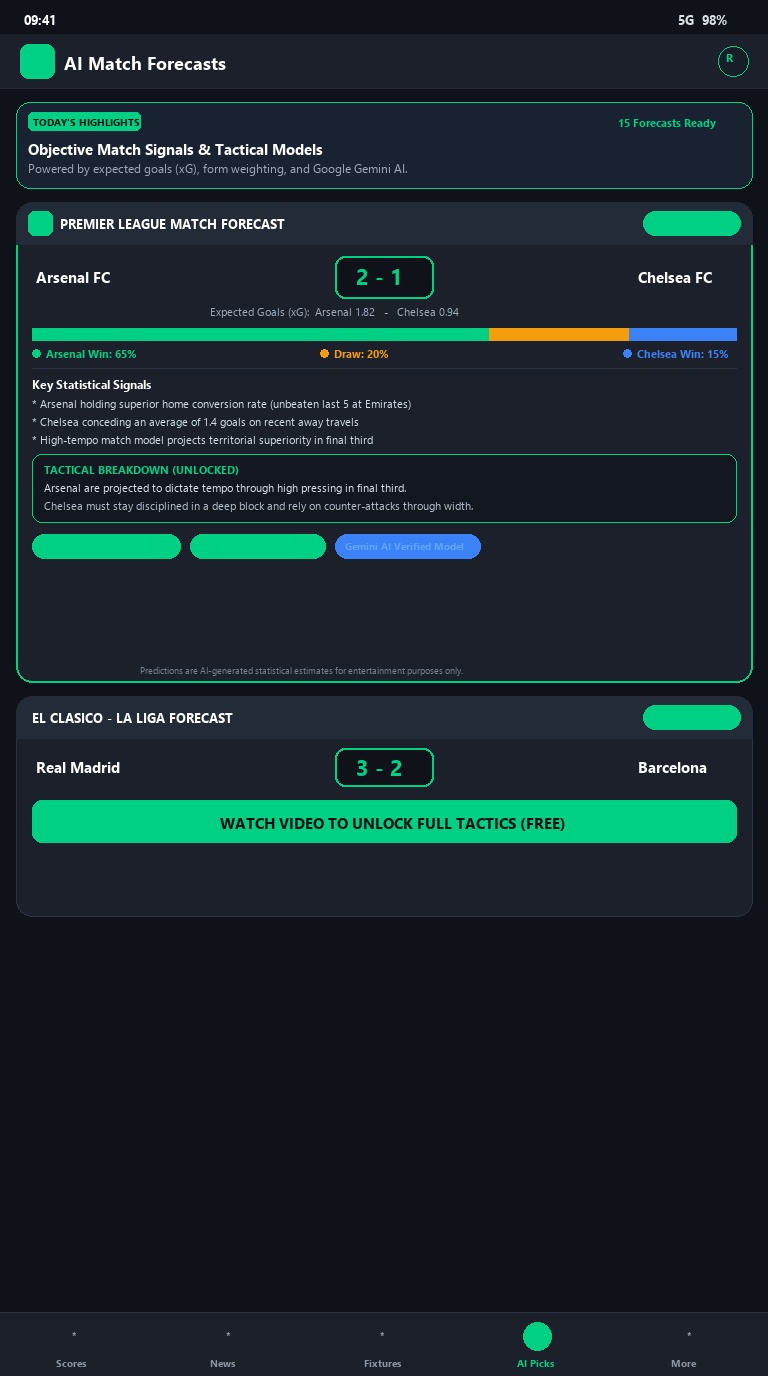 09:41
5G 98%
AI Match Forecasts
R
TODAY'S HIGHLIGHTS
15 Forecasts Ready
Objective Match Signals & Tactical Models
Powered by expected goals (xG), form weighting, and Google Gemini AI.
PREMIER LEAGUE MATCH FORECAST
Arsenal FC
2 - 1
Chelsea FC
Expected Goals (xG): Arsenal 1.82 - Chelsea 0.94
Arsenal Win: 65%
Draw: 20%
Chelsea Win: 15%
Key Statistical Signals
* Arsenal holding superior home conversion rate (unbeaten last 5 at Emirates)
* Chelsea conceding an average of 1.4 goals on recent away travels
* High-tempo match model projects territorial superiority in final third
TACTICAL BREAKDOWN (UNLOCKED)
Arsenal are projected to dictate tempo through high pressing in final third.
Chelsea must stay disciplined in a deep block and rely on counter-attacks through width.
Gemini AI Verified Model
Predictions are AI-generated statistical estimates for entertainment purposes only.
EL CLASICO - LA LIGA FORECAST
Real Madrid
3 - 2
Barcelona
WATCH VIDEO TO UNLOCK FULL TACTICS (FREE)
* * * *
Scores
News
Fixtures
AI Picks
More